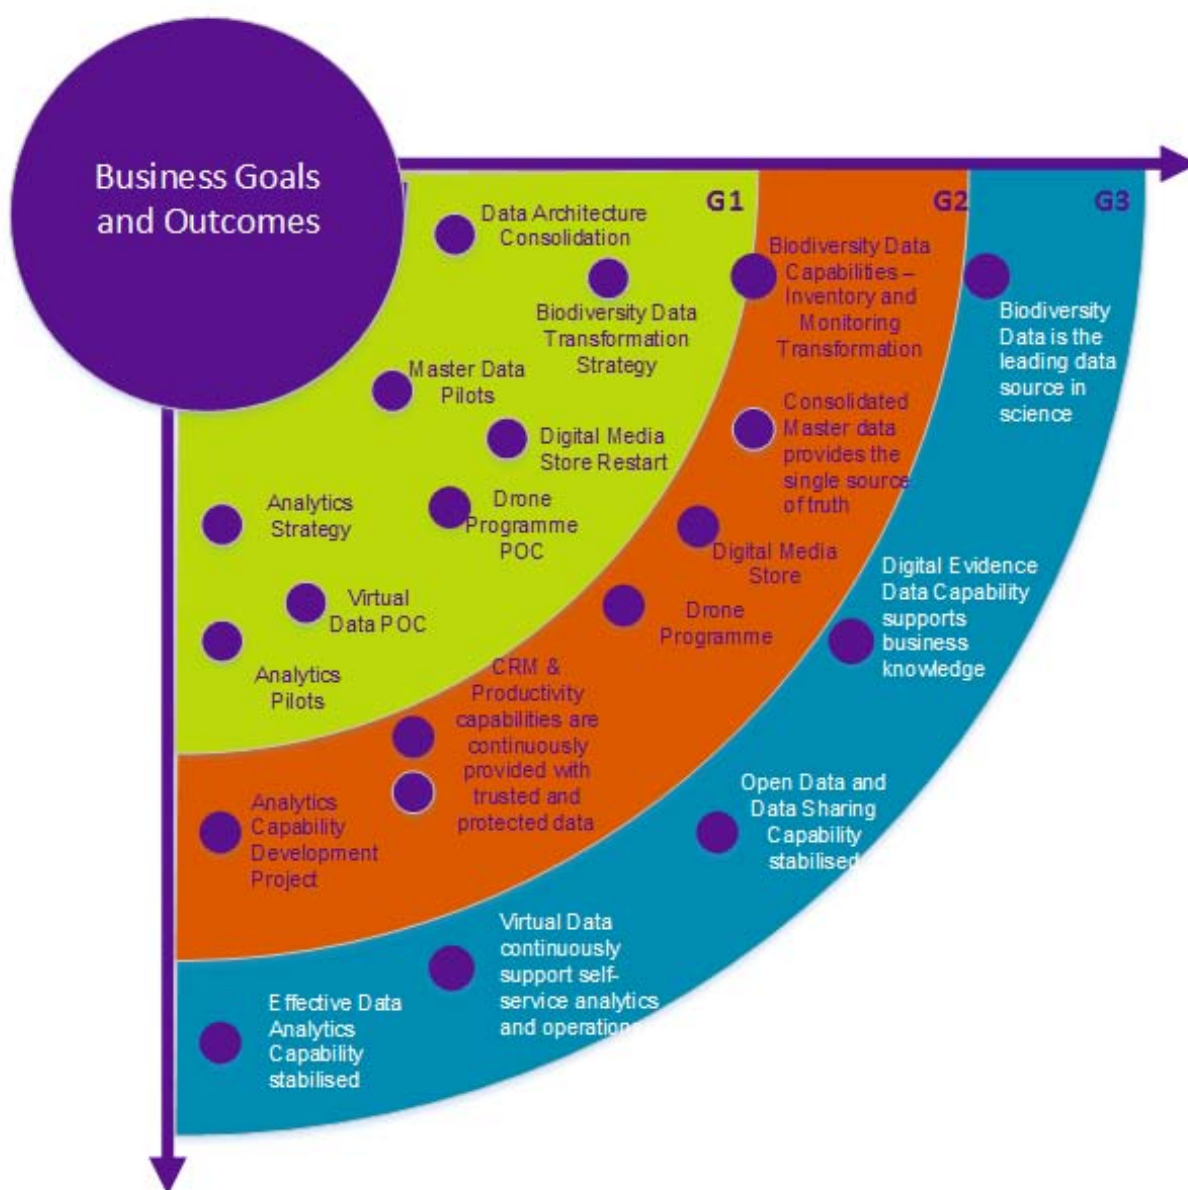 Business Goals
and Outcomes
G1
G2
G3
Data Architecture
Consolidation
Biodiversity Data
Transformation
Strategy
Master Data
Pilots
Digital Media
Store Restart
Drone
Programme
POC
Analytics
Strategy
Virtual
Data POC
Analytics
Pilots
Biodiversity Data
Capabilities –
Inventory and
Monitoring
Transformation
Consolidated
Master data
provides the
single source
of truth
Digital Media
Store
Drone
Programme
CRM &
Productivity
capabilities are
continuously
provided with
trusted and
protected data
Analytics
Capability
Development
Project
Biodiversity
Data is the
leading data
source in
science
Digital Evidence
Data Capability
supports
business
knowledge
Open Data and
Data Sharing
Capability
stabilised
Virtual Data
continuously
support self-
service analytics
and operations
Effective Data
Analytics
Capability
stabilised